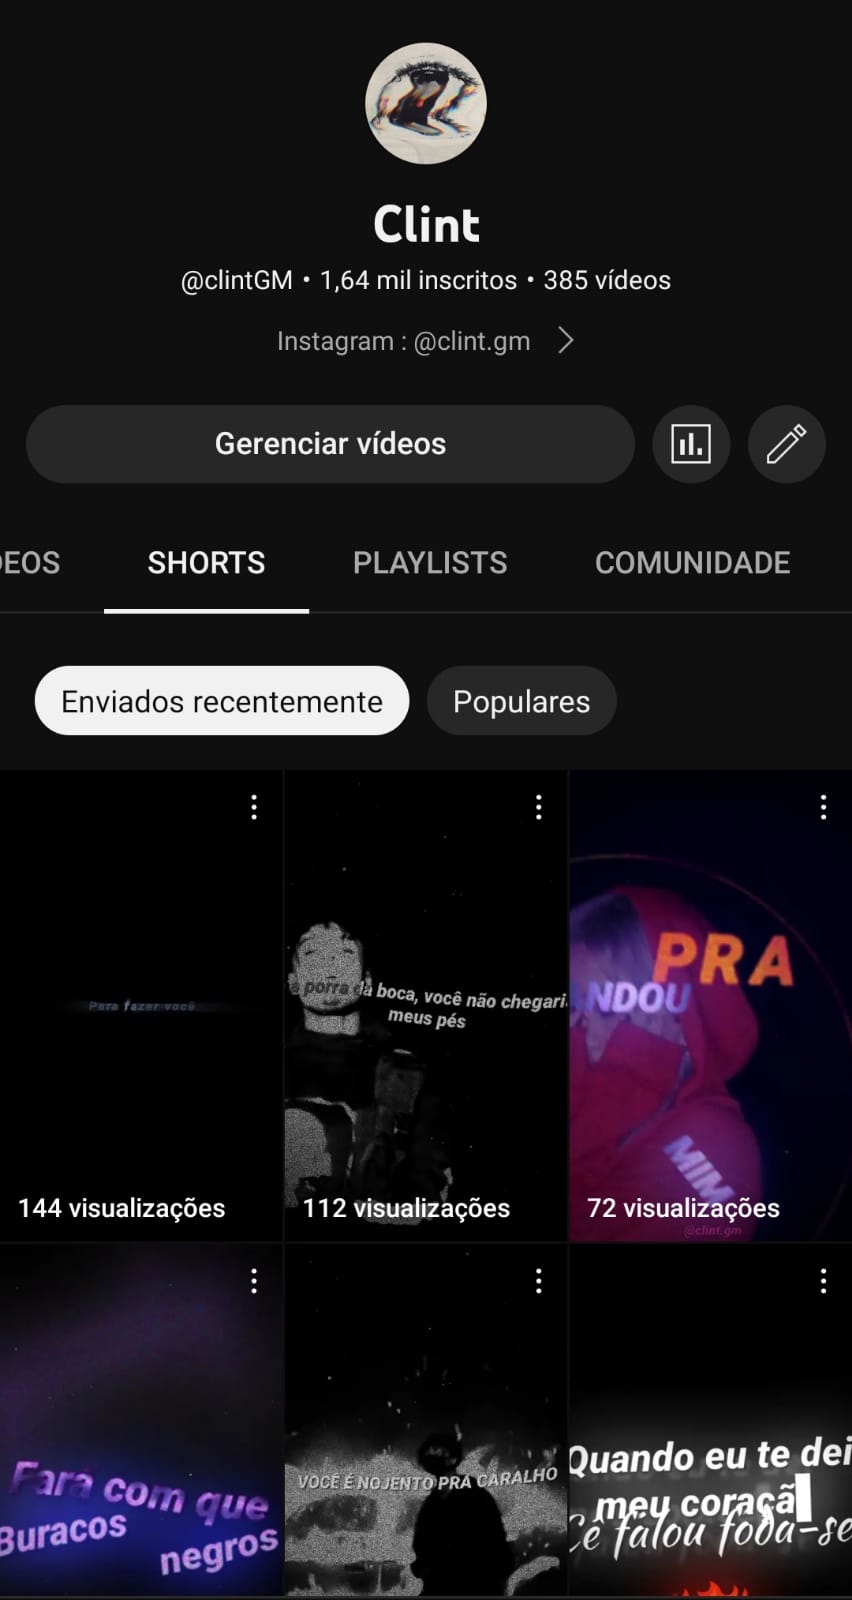 Clint
@clintGM • 1,64 mil inscritos • 385 vídeos
Instagram : @clint.gm
Gerenciar vídeos
DEOS SHORTS PLAYLISTS COMUNIDADE
Enviados recentemente Populares
Para fazer você
144 visualizações
a porra da boca, você não chegari
meus pés
112 visualizações
PRA
NDOU
MIM
72 visualizações
@clint.gm
Fará com que
Buracos
negros
VOCÊ É NOJENTO PRA CARALHO
Quando eu te dei
meu coraçã
Cê falou foda-se